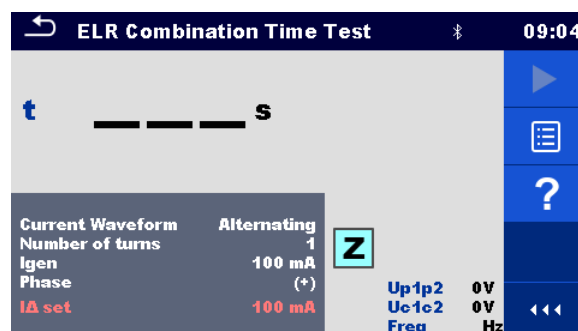 ELR Combination Time Test 09:04
t ___ s
?
Current Waveform Alternating
Number of turns 1
Igen 100 mA
Phase (+)
IΔ set 100 mA
Z
Up1p2 0V
Uc1c2 0V
Freq Hz